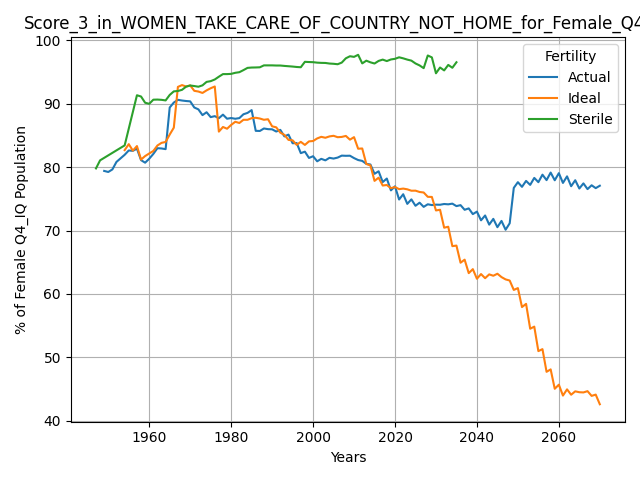 Score_3_in_WOMEN_TAKE_CARE_OF_COUNTRY_NOT_HOME_for_Female_Q4
100
90
80
70
60
50
40
% of Female Q4_IQ Population
Fertility
Actual
Ideal
Sterile
1960 1980 2000 2020 2040 2060
Years